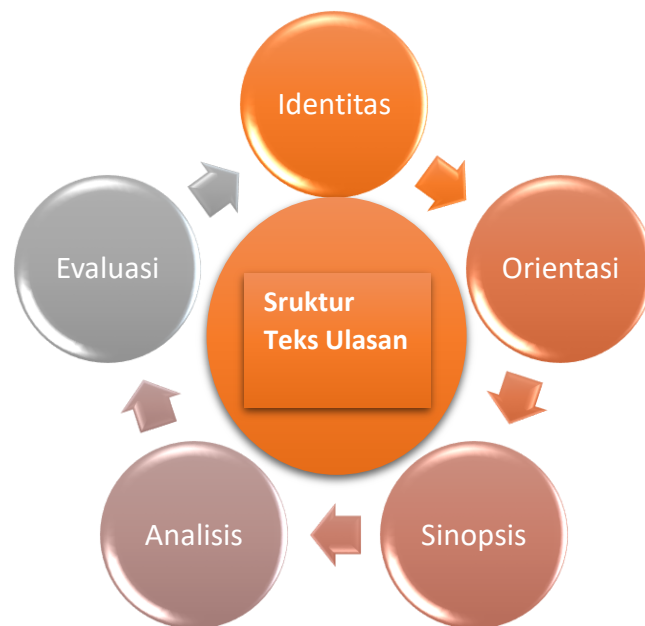 Identitas
Orientasi
Sinopsis
Analisis
Evaluasi
Sruktur
Teks Ulasan